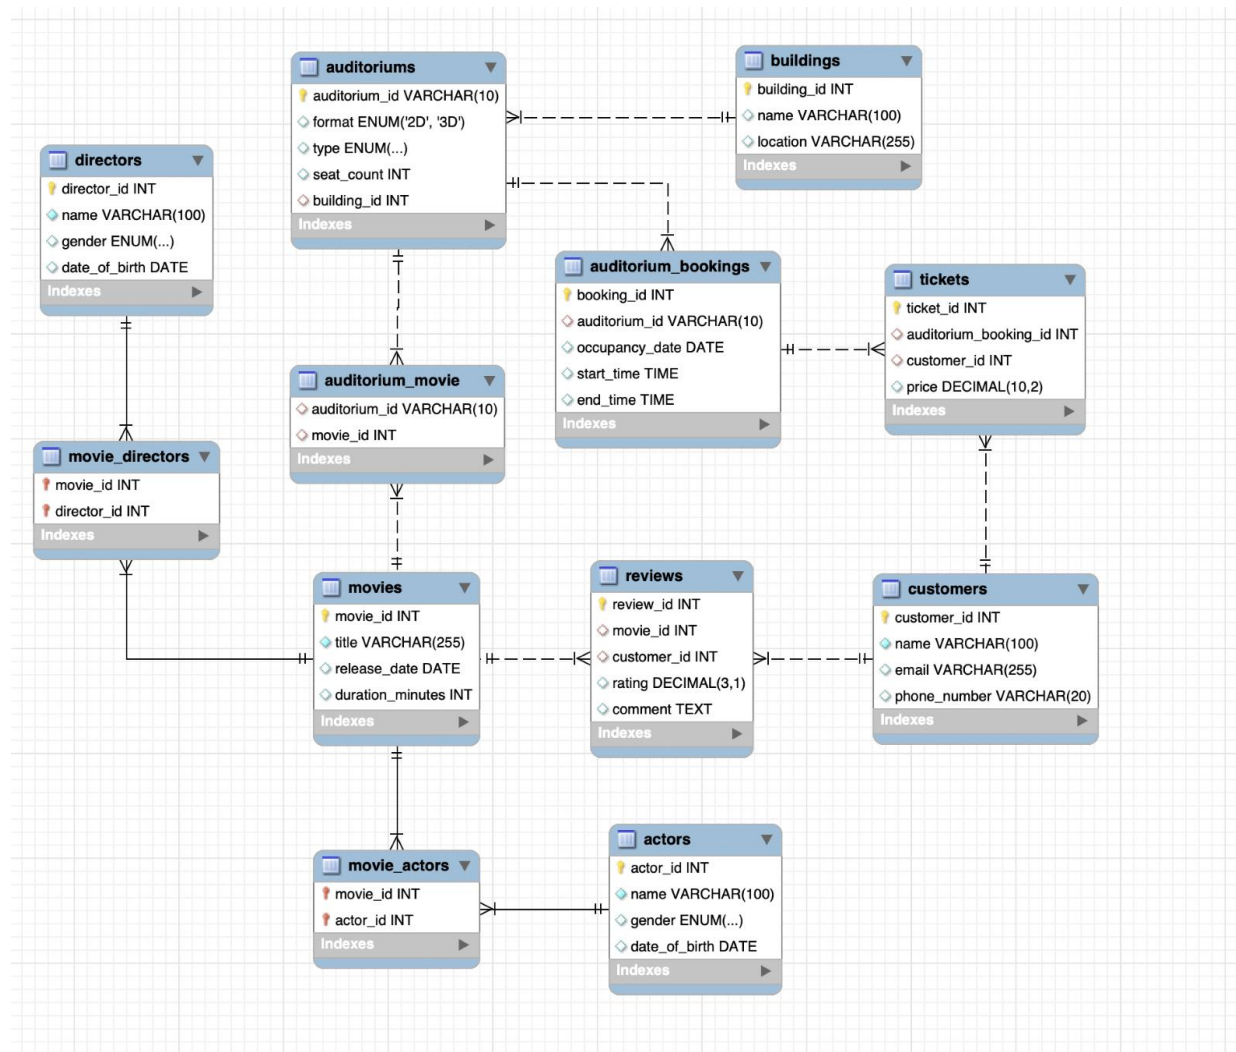 auditoriums
auditorium_id VARCHAR(10)
format ENUM('2D', '3D')
type ENUM(...)
seat_count INT
building_id INT
Indexes
buildings
building_id INT
name VARCHAR(100)
location VARCHAR(255)
Indexes
directors
director_id INT
name VARCHAR(100)
gender ENUM(...)
date_of_birth DATE
Indexes
auditorium_bookings
booking_id INT
auditorium_id VARCHAR(10)
occupancy_date DATE
start_time TIME
end_time TIME
Indexes
tickets
ticket_id INT
auditorium_booking_id INT
customer_id INT
price DECIMAL(10,2)
Indexes
auditorium_movie
auditorium_id VARCHAR(10)
movie_id INT
Indexes
movie_directors
movie_id INT
director_id INT
Indexes
movies
movie_id INT
title VARCHAR(255)
release_date DATE
duration_minutes INT
Indexes
reviews
review_id INT
movie_id INT
customer_id INT
rating DECIMAL(3,1)
comment TEXT
Indexes
customers
customer_id INT
name VARCHAR(100)
email VARCHAR(255)
phone_number VARCHAR(20)
Indexes
movie_actors
movie_id INT
actor_id INT
Indexes
actors
actor_id INT
name VARCHAR(100)
gender ENUM(...)
date_of_birth DATE
Indexes